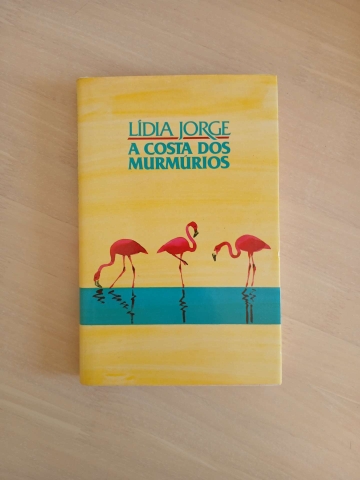 LÍDIA JORGE
A COSTA DOS
MURMÚRIOS